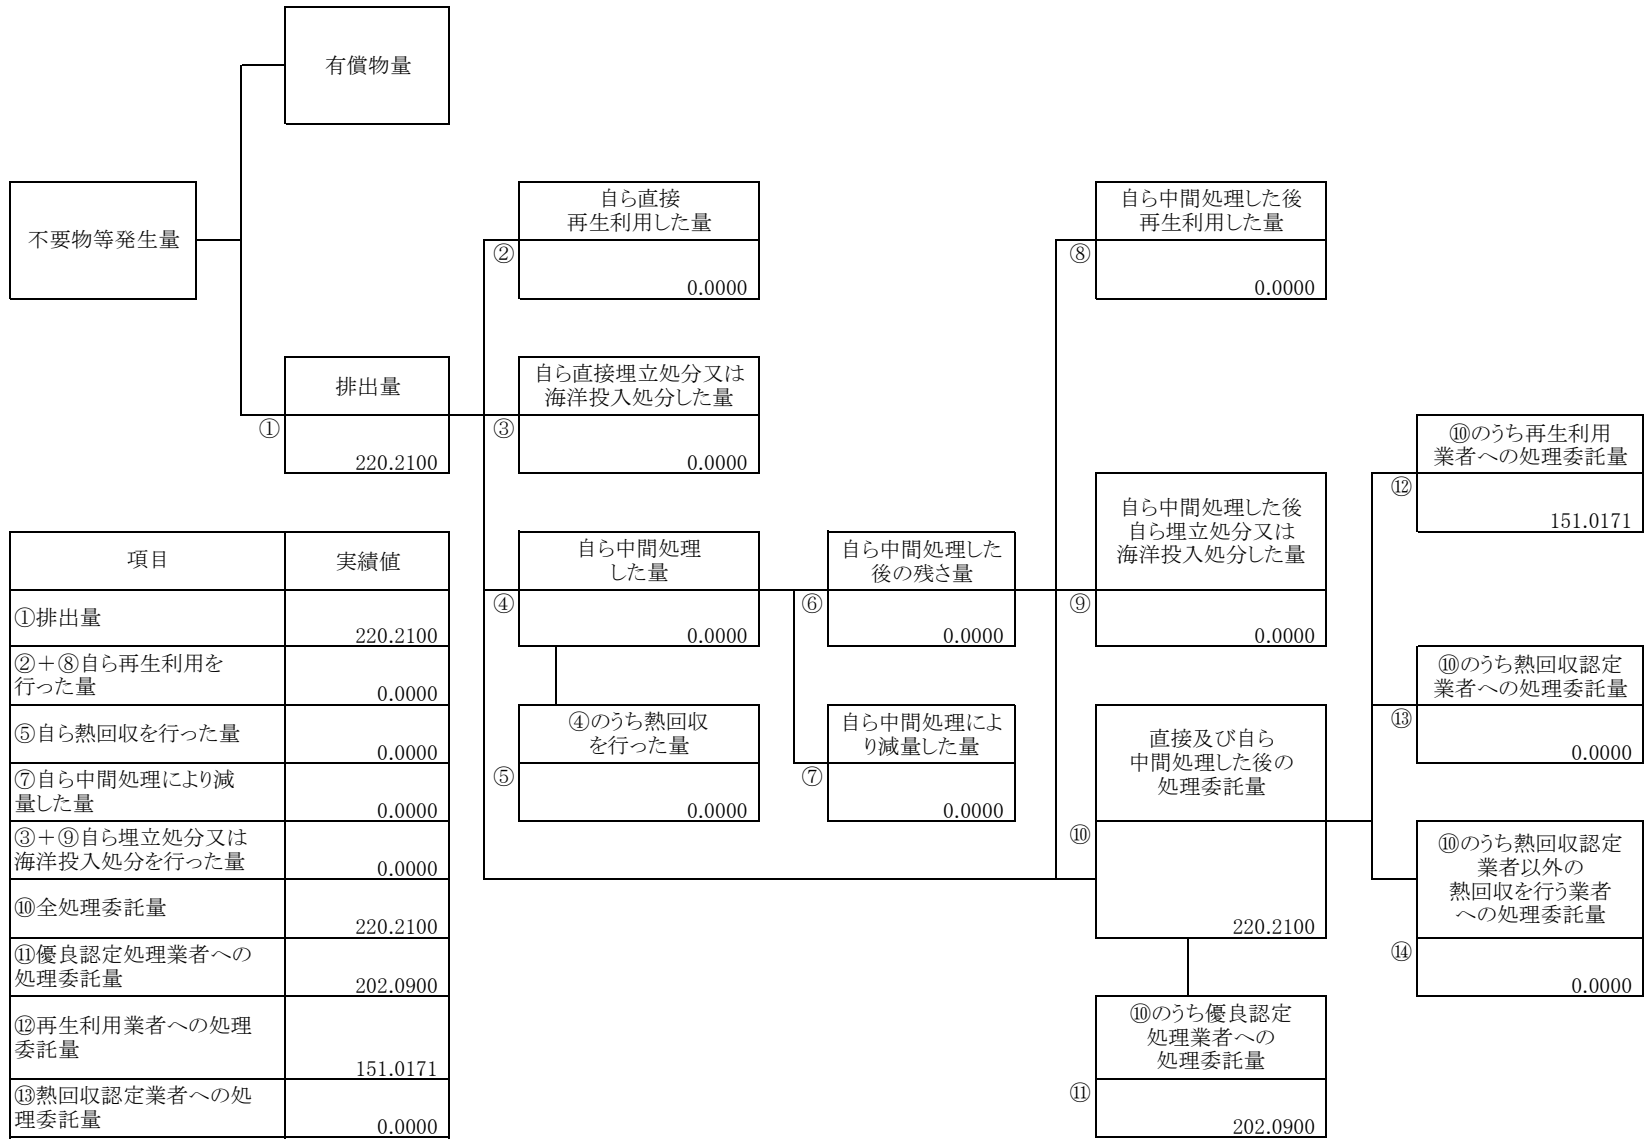 有償物量
不要物等発生量
①
排出量
220.2100
②
自ら直接
再生利用した量
0.0000
③
自ら直接埋立処分又は
海洋投入処分した量
0.0000
④
自ら中間処理
した量
0.0000
⑤
④のうち熱回収
を行った量
0.0000
⑥
自ら中間処理した
後の残さ量
0.0000
⑦
自ら中間処理によ
り減量した量
0.0000
⑧
自ら中間処理した後
再生利用した量
0.0000
⑨
自ら中間処理した後
自ら埋立処分又は
海洋投入処分した量
0.0000
⑩
直接及び自ら
中間処理した後の
処理委託量
220.2100
⑪
⑩のうち優良認定
処理業者への
処理委託量
202.0900
⑫
⑩のうち再生利用
業者への処理委託量
151.0171
⑬
⑩のうち熱回収認定
業者への処理委託量
0.0000
⑭
⑩のうち熱回収認定
業者以外の
熱回収を行う業者
への処理委託量
0.0000
項目 実績値
①排出量
220.2100
②+⑧自ら再生利用を
行った量
0.0000
⑤自ら熱回収を行った量
0.0000
⑦自ら中間処理により減
量した量
0.0000
③+⑨自ら埋立処分又は
海洋投入処分を行った量
0.0000
⑩全処理委託量
220.2100
⑪優良認定処理業者への
処理委託量
202.0900
⑫再生利用業者への処理
委託量
151.0171
⑬熱回収認定業者への処
理委託量
0.0000